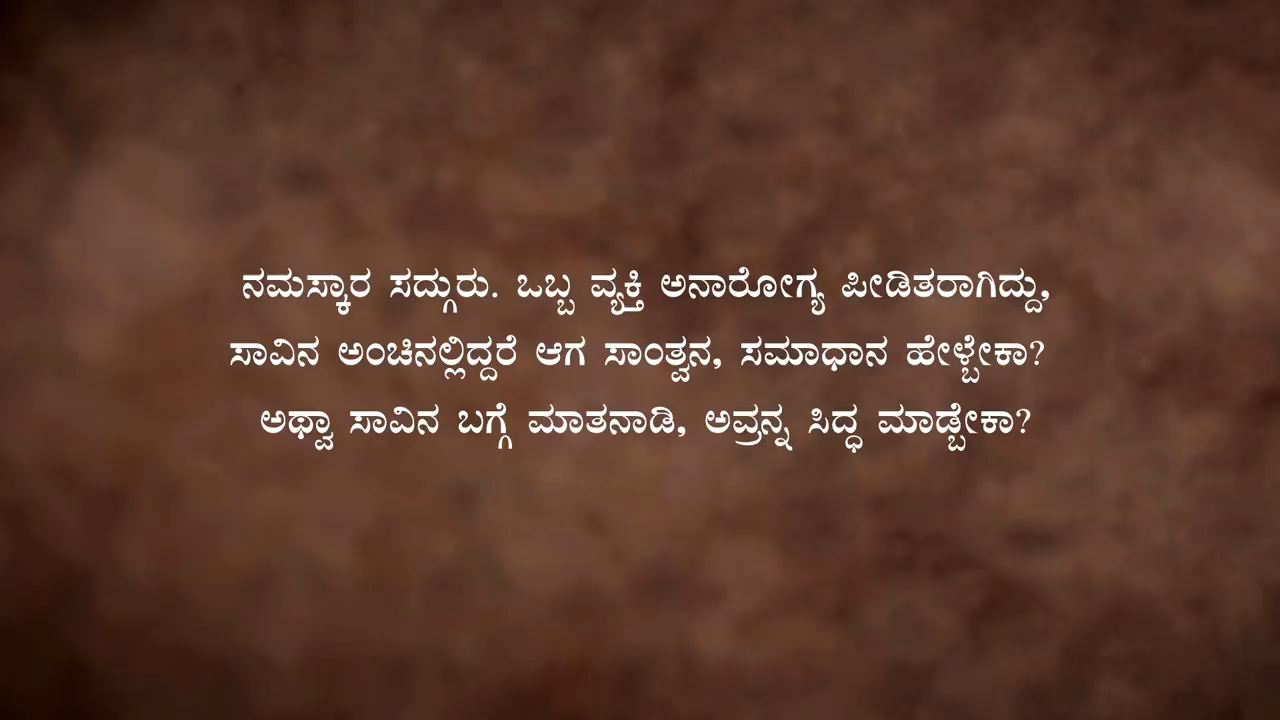 ನಮಸ್ಕಾರ ಸದ್ಗುರು. ಒಬ್ಬ ವ್ಯಕ್ತಿ ಅನಾರೋಗ್ಯ ಪೀಡಿತರಾಗಿದ್ದು,
ಸಾವಿನ ಅಂಚಿನಲ್ಲಿದ್ದರೆ ಆಗ ಸಾಂತ್ವನ, ಸಮಾಧಾನ ಹೇಳ್ಬೇಕಾ?
ಅಥ್ವಾ ಸಾವಿನ ಬಗ್ಗೆ ಮಾತನಾಡಿ, ಅವ್ರನ್ನ ಸಿದ್ಧ ಮಾಡ್ಬೇಕಾ?